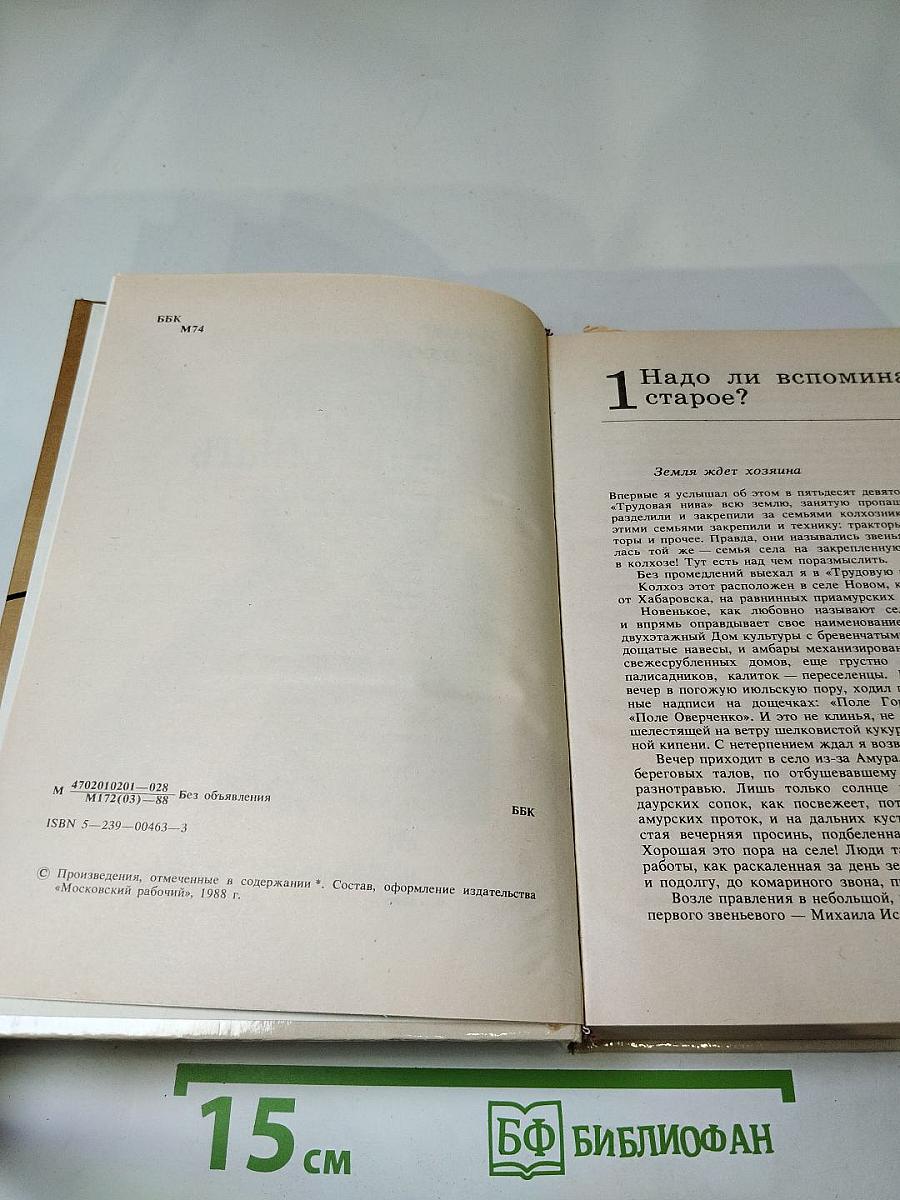 ББК
М74
М 4702010201—028
М172(03)—88 Без объявления
ББК
ISBN 5—239—00463—3
© Произведения, отмеченные в содержании *. Состав, оформление издательства
«Московский рабочий», 1988 г.
1 Надо ли вспомина
старое?
Земля ждет хозяина
Впервые я услышал об этом в пятьдесят девято
«Трудовая нива» всю землю, занятую пропаш
разделили и закрепили за семьями колхозник
этими семьями закрепили и технику: тракторы
торы и прочее. Правда, они назывались звенья
лась той же — семья села на закрепленную
в колхозе! Тут есть над чем поразмыслить.
Без промедлений выехал я в «Трудовую
Колхоз этот расположен в селе Новом, к
от Хабаровска, на равнинных приамурских
Новенькое, как любовно называют се
и впрямь оправдывает свое наименование
двухэтажный Дом культуры с бревенчатым
дощатые навесы, и амбары механизирован
свежесрубленных домов, еще грустно
палисадников, калиток — переселенцы.
вечер в погожую июльскую пору, ходил п
ные надписи на дощечках: «Поле Гор
«Поле Оверченко». И это не клинья, не
шелестящей на ветру шелковистой кукур
ной кипени. С нетерпением ждал я возв
Вечер приходит в село из-за Амура
береговых талов, по отбушевавшему
разнотравью. Лишь только солнце
даурских сопок, как посвежеет, пот
амурских проток, и на дальних куст
стая вечерняя просинь, подбеленна
Хорошая это пора на селе! Люди та
работы, как раскаленная за день зе
и подолгу, до комариного звона, п
Возле правления в небольшой,
первого звеньевого — Михаила Ис
15 см
БФ БИБЛИОФАН